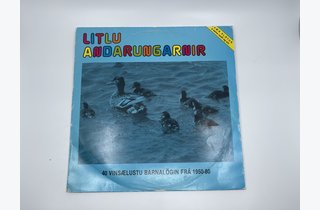 LITLU
ANDARUNGARNIR
40 VINSÆLUSTU BARNALÖGIN FRÁ 1950-80